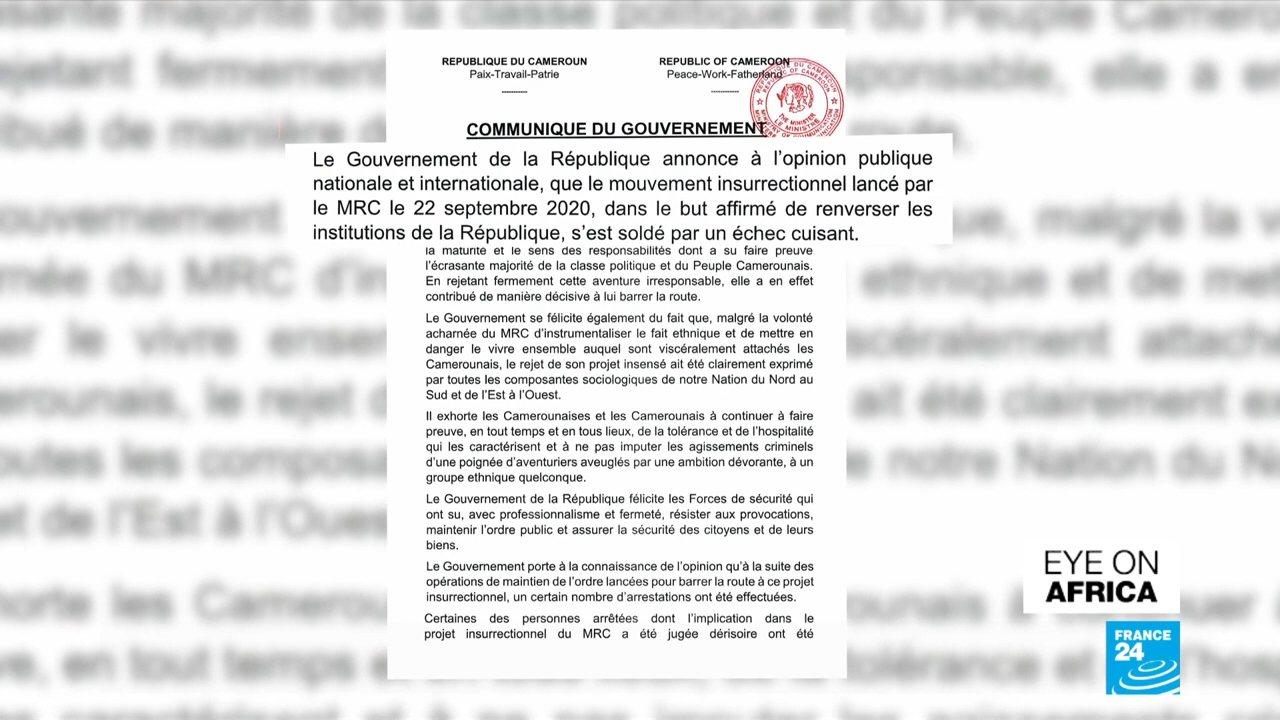 REPUBLIQUE DU CAMEROUN
Paix-Travail-Patrie
REPUBLIC OF CAMEROON
Peace-Work-Fatherland
COMMUNIQUE DU GOUVERNEMENT
Le Gouvernement de la République annonce à l'opinion publique
nationale et internationale, que le mouvement insurrectionnel lancé par
le MRC le 22 septembre 2020, dans le but affirmé de renverser les
institutions de la République, s'est soldé par un échec cuisant.
la maturité et le sens des responsabilités dont a su faire preuve
l'écrasante majorité de la classe politique et du Peuple Camerounais.
En rejetant fermement cette aventure irresponsable, elle a en effet
contribué de manière décisive à lui barrer la route.
Le Gouvernement se félicite également du fait que, malgré la volonté
acharnée du MRC d'instrumentaliser le fait ethnique et de mettre en
danger le vivre ensemble auquel sont viscéralement attachés les
Camerounais, le rejet de son projet insensé ait été clairement exprimé
par toutes les composantes sociologiques de notre Nation du Nord au
Sud et de l'Est à l'Ouest.
Il exhorte les Camerounaises et les Camerounais à continuer à faire
preuve, en tout temps et en tous lieux, de la tolérance et de l'hospitalité
qui les caractérisent et à ne pas imputer les agissements criminels
d'une poignée d'aventuriers aveuglés par une ambition dévorante, à un
groupe ethnique quelconque.
Le Gouvernement de la République félicite les Forces de sécurité qui
ont su, avec professionnalisme et fermeté, résister aux provocations,
maintenir l'ordre public et assurer la sécurité des citoyens et de leurs
biens.
Le Gouvernement porte à la connaissance de l'opinion qu'à la suite des
opérations de maintien de l'ordre lancées pour barrer la route à ce projet
insurrectionnel, un certain nombre d'arrestations ont été effectuées.
Certaines des personnes arrêtées dont l'implication dans le
projet insurrectionnel du MRC a été jugée dérisoire ont été
THE MINISTER
LE MINISTRE
EYE ON
AFRICA
FRANCE
24